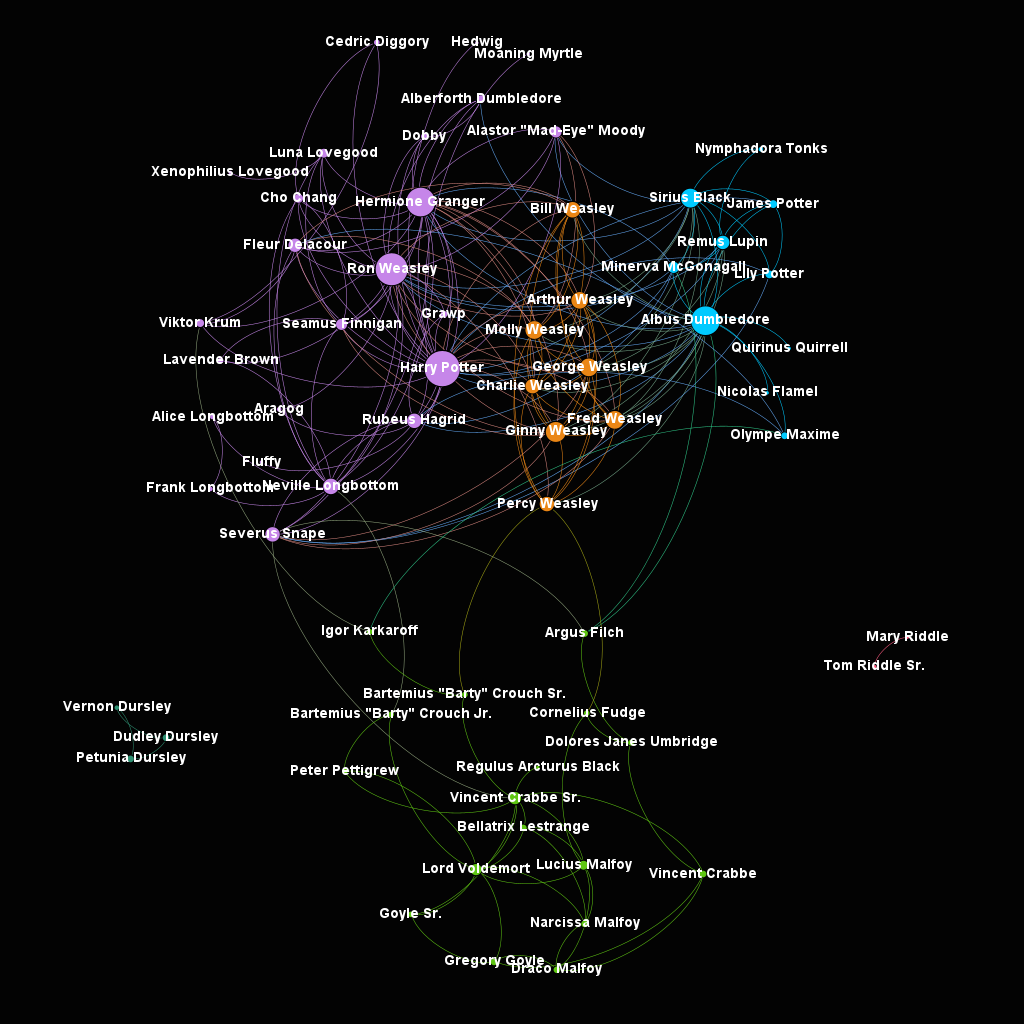 Cedric Diggory
Hedwig
Moaning Myrtle
Alberforth Dumbledore
Alastor "Mad-Eye" Moody
Dobby
Nymphadora Tonks
Luna Lovegood
Xenophilius Lovegood
Cho Chang
Hermione Granger
Bill Weasley
Sirius Black
James Potter
Fleur Delacour
Remus Lupin
Ron Weasley
Minerva McGonagall
Lily Potter
Arthur Weasley
Grawp
Albus Dumbledore
Viktor Krum
Seamus Finnigan
Molly Weasley
Quirinus Quirrell
Lavender Brown
Harry Potter
George Weasley
Charlie Weasley
Nicolas Flamel
Aragog
Alice Longbottom
Rubeus Hagrid
Fred Weasley
Ginny Weasley
Olympe Maxime
Fluffy
Frank Longbottom
Neville Longbottom
Percy Weasley
Severus Snape
Igor Karkaroff
Argus Filch
Mary Riddle
Tom Riddle Sr.
Bartemius "Barty" Crouch Sr.
Vernon Dursley
Bartemius "Barty" Crouch Jr.
Cornelius Fudge
Dudley Dursley
Dolores Janes Umbridge
Petunia Dursley
Regulus Arcturus Black
Peter Pettigrew
Vincent Crabbe Sr.
Bellatrix Lestrange
Lucius Malfoy
Lord Voldemort
Vincent Crabbe
Goyle Sr.
Narcissa Malfoy
Gregory Goyle
Draco Malfoy